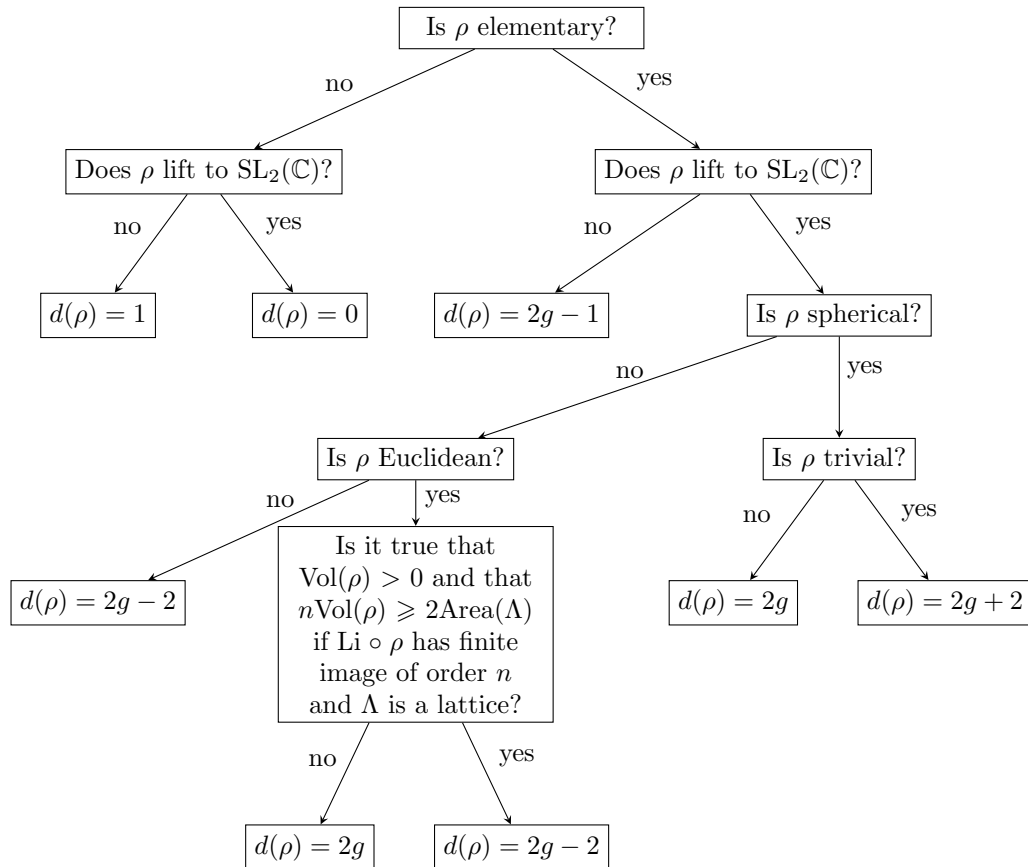 Is ρ elementary?
no
yes
Does ρ lift to SL₂(ℂ)?
Does ρ lift to SL₂(ℂ)?
no
yes
no
yes
d(ρ) = 1
d(ρ) = 0
d(ρ) = 2g − 1
Is ρ spherical?
no
yes
Is ρ Euclidean?
Is ρ trivial?
no
yes
no
yes
Is it true that
Vol(ρ) > 0 and that
nVol(ρ) ⩾ 2Area(Λ)
if Li ∘ ρ has finite
image of order n
and Λ is a lattice?
d(ρ) = 2g − 2
d(ρ) = 2g
d(ρ) = 2g + 2
no
yes
d(ρ) = 2g
d(ρ) = 2g − 2